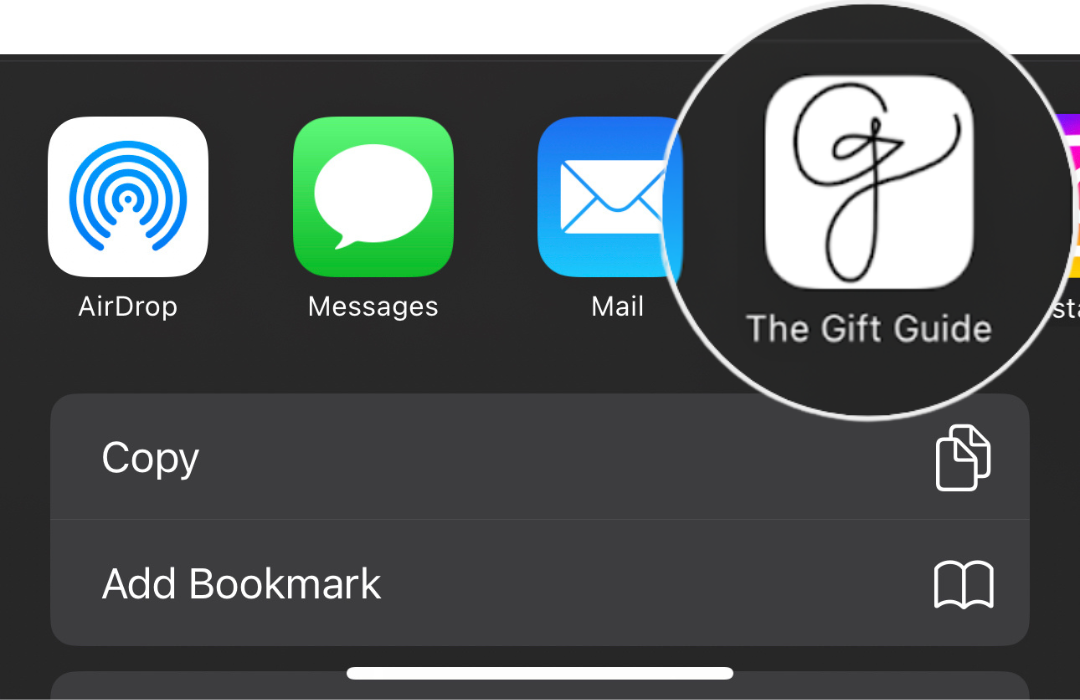 AirDrop
Messages
Mail
The Gift Guide
Copy
Add Bookmark